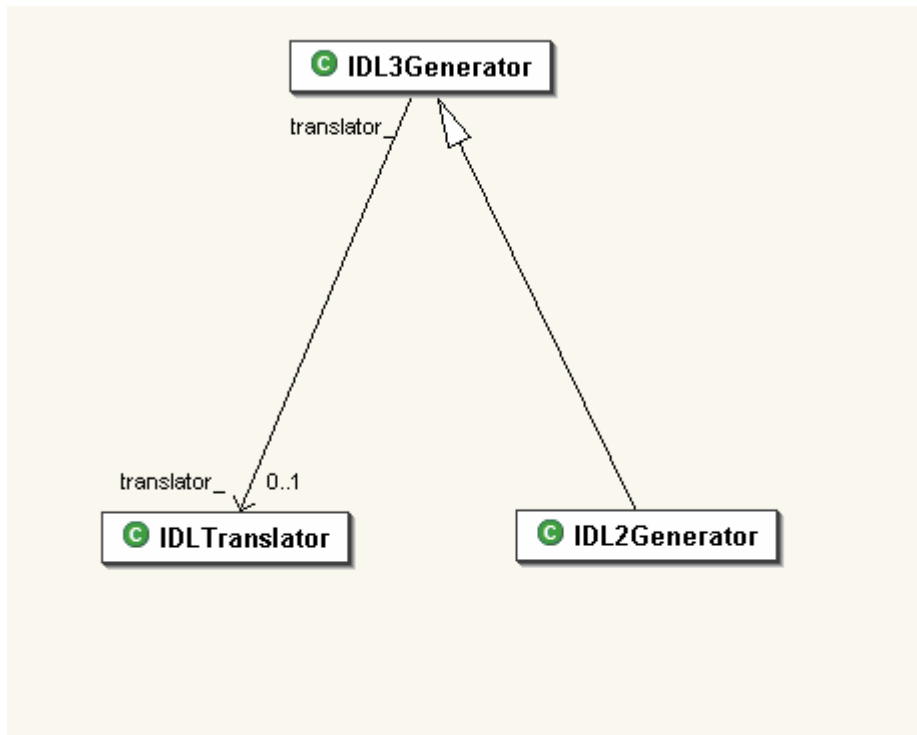 C IDL3Generator
translator_
translator_ 0..1
C IDLTranslator
C IDL2Generator